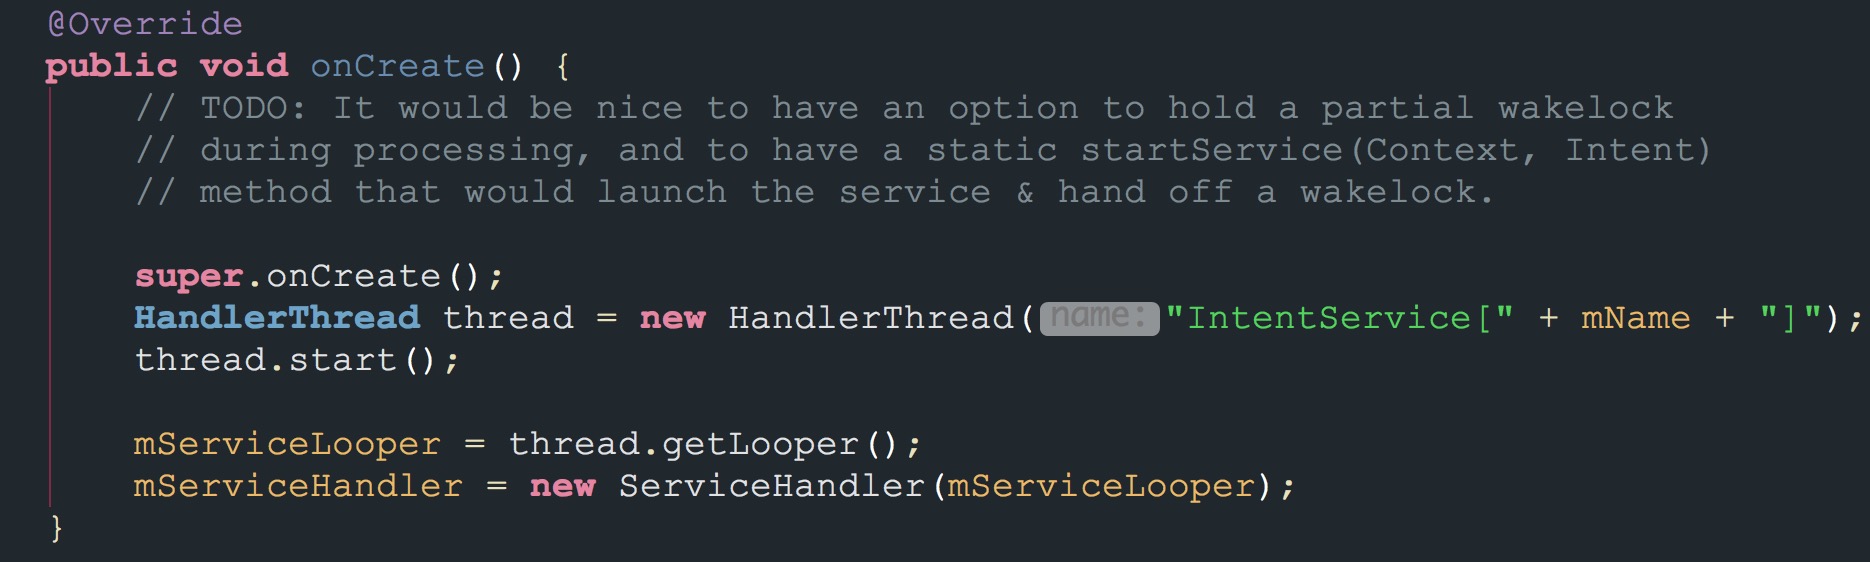 @Override
public void onCreate() {
// TODO: It would be nice to have an option to hold a partial wakelock
// during processing, and to have a static startService(Context, Intent)
// method that would launch the service & hand off a wakelock.
super.onCreate();
HandlerThread thread = new HandlerThread(name: "IntentService[" + mName + "]");
thread.start();
mServiceLooper = thread.getLooper();
mServiceHandler = new ServiceHandler(mServiceLooper);
}